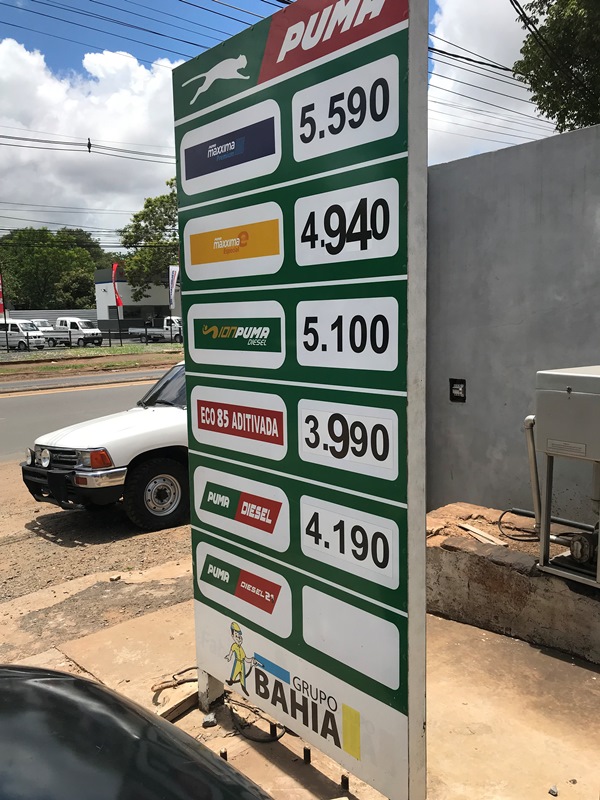 PUMA
maxxima
5.590
maxxima e
4.940
IONPUMA
DIESEL
5.100
ECO 85 ADITIVADA
3.990
PUMA DIESEL
4.190
PUMA DIESEL2
GRUPO
BAHIA